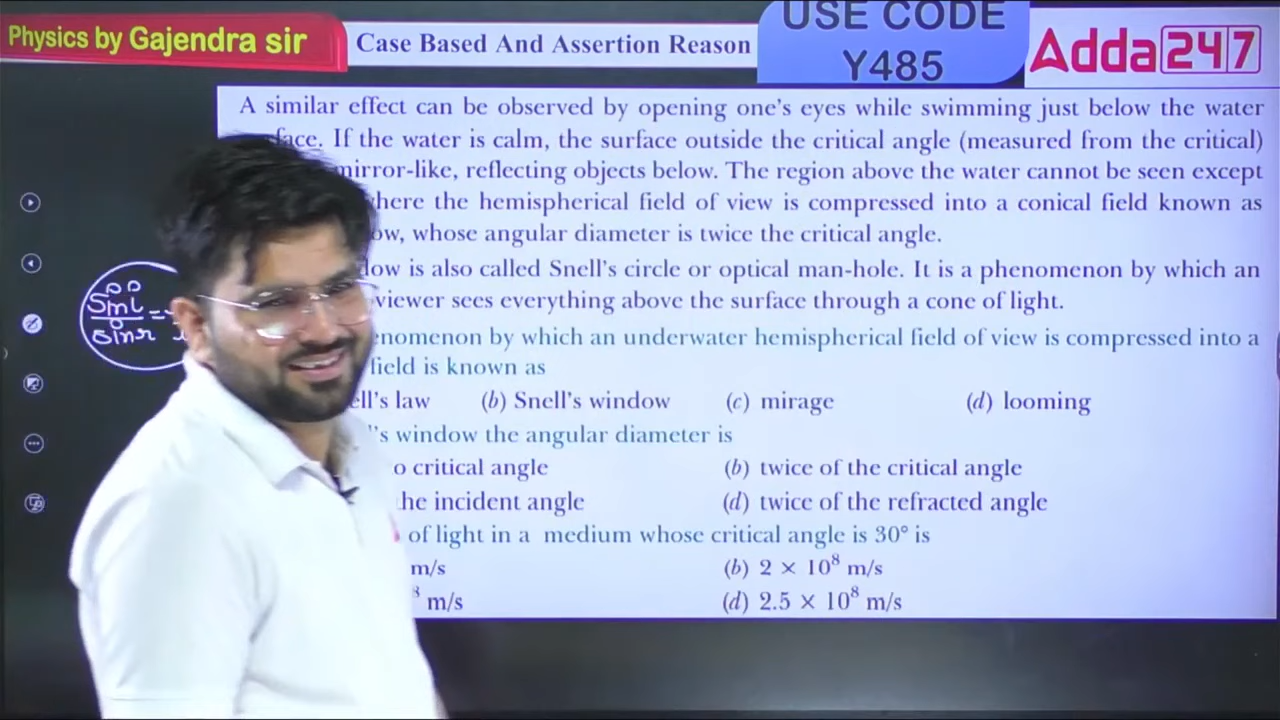 Physics by Gajendra sir
Case Based And Assertion Reason
USE CODE
Y485
Adda247
A similar effect can be observed by opening one's eyes while swimming just below the water
face. If the water is calm, the surface outside the critical angle (measured from the critical)
mirror-like, reflecting objects below. The region above the water cannot be seen except
here the hemispherical field of view is compressed into a conical field known as
ow, whose angular diameter is twice the critical angle.
dow is also called Snell's circle or optical man-hole. It is a phenomenon by which an
viewer sees everything above the surface through a cone of light.
enomenon by which an underwater hemispherical field of view is compressed into a
field is known as
ell's law (b) Snell's window (c) mirage (d) looming
's window the angular diameter is
o critical angle (b) twice of the critical angle
the incident angle (d) twice of the refracted angle
of light in a medium whose critical angle is 30° is
m/s (b) 2 × 10⁸ m/s
⁸ m/s (d) 2.5 × 10⁸ m/s
Sin i
Sin r
=